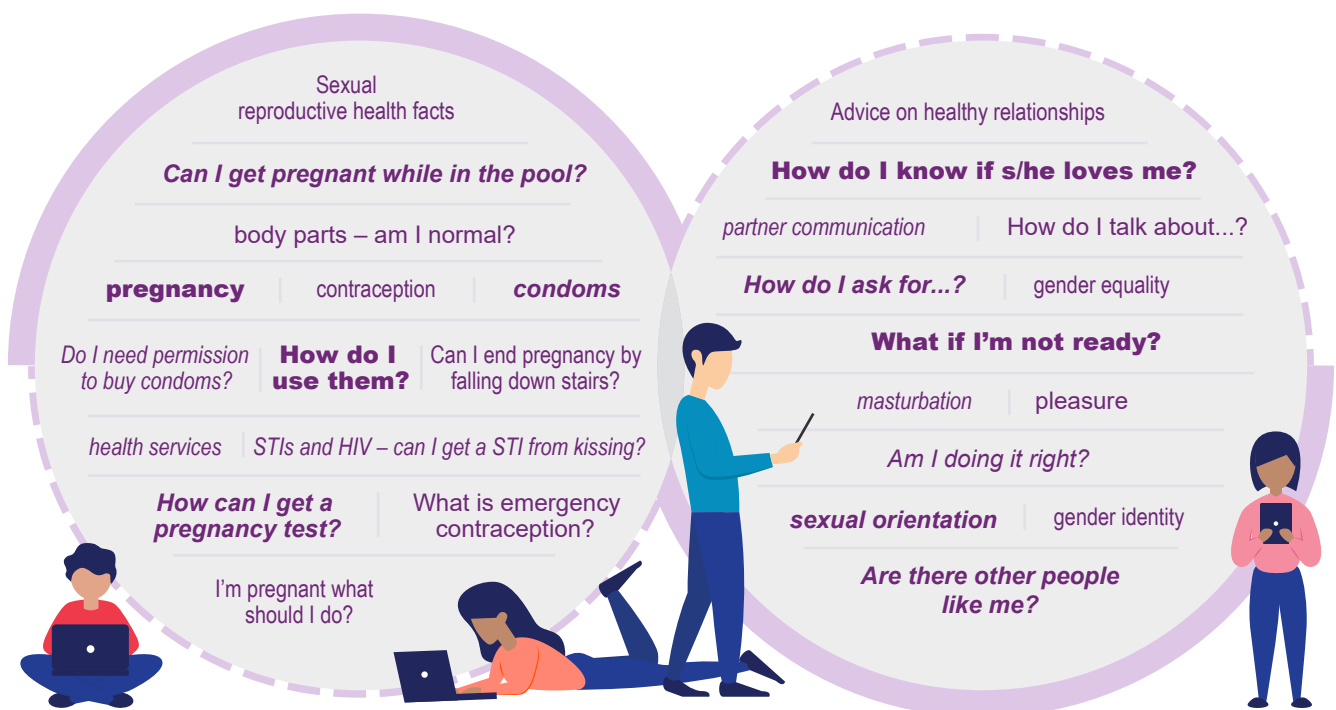 Sexual
reproductive health facts
Can I get pregnant while in the pool?
body parts – am I normal?
pregnancy
contraception
condoms
Do I need permission
to buy condoms?
How do I
use them?
Can I end pregnancy by
falling down stairs?
health services
STIs and HIV – can I get a STI from kissing?
How can I get a
pregnancy test?
What is emergency
contraception?
I'm pregnant what
should I do?
Advice on healthy relationships
How do I know if s/he loves me?
partner communication
How do I talk about...?
How do I ask for...?
gender equality
What if I'm not ready?
masturbation
pleasure
Am I doing it right?
sexual orientation
gender identity
Are there other people
like me?